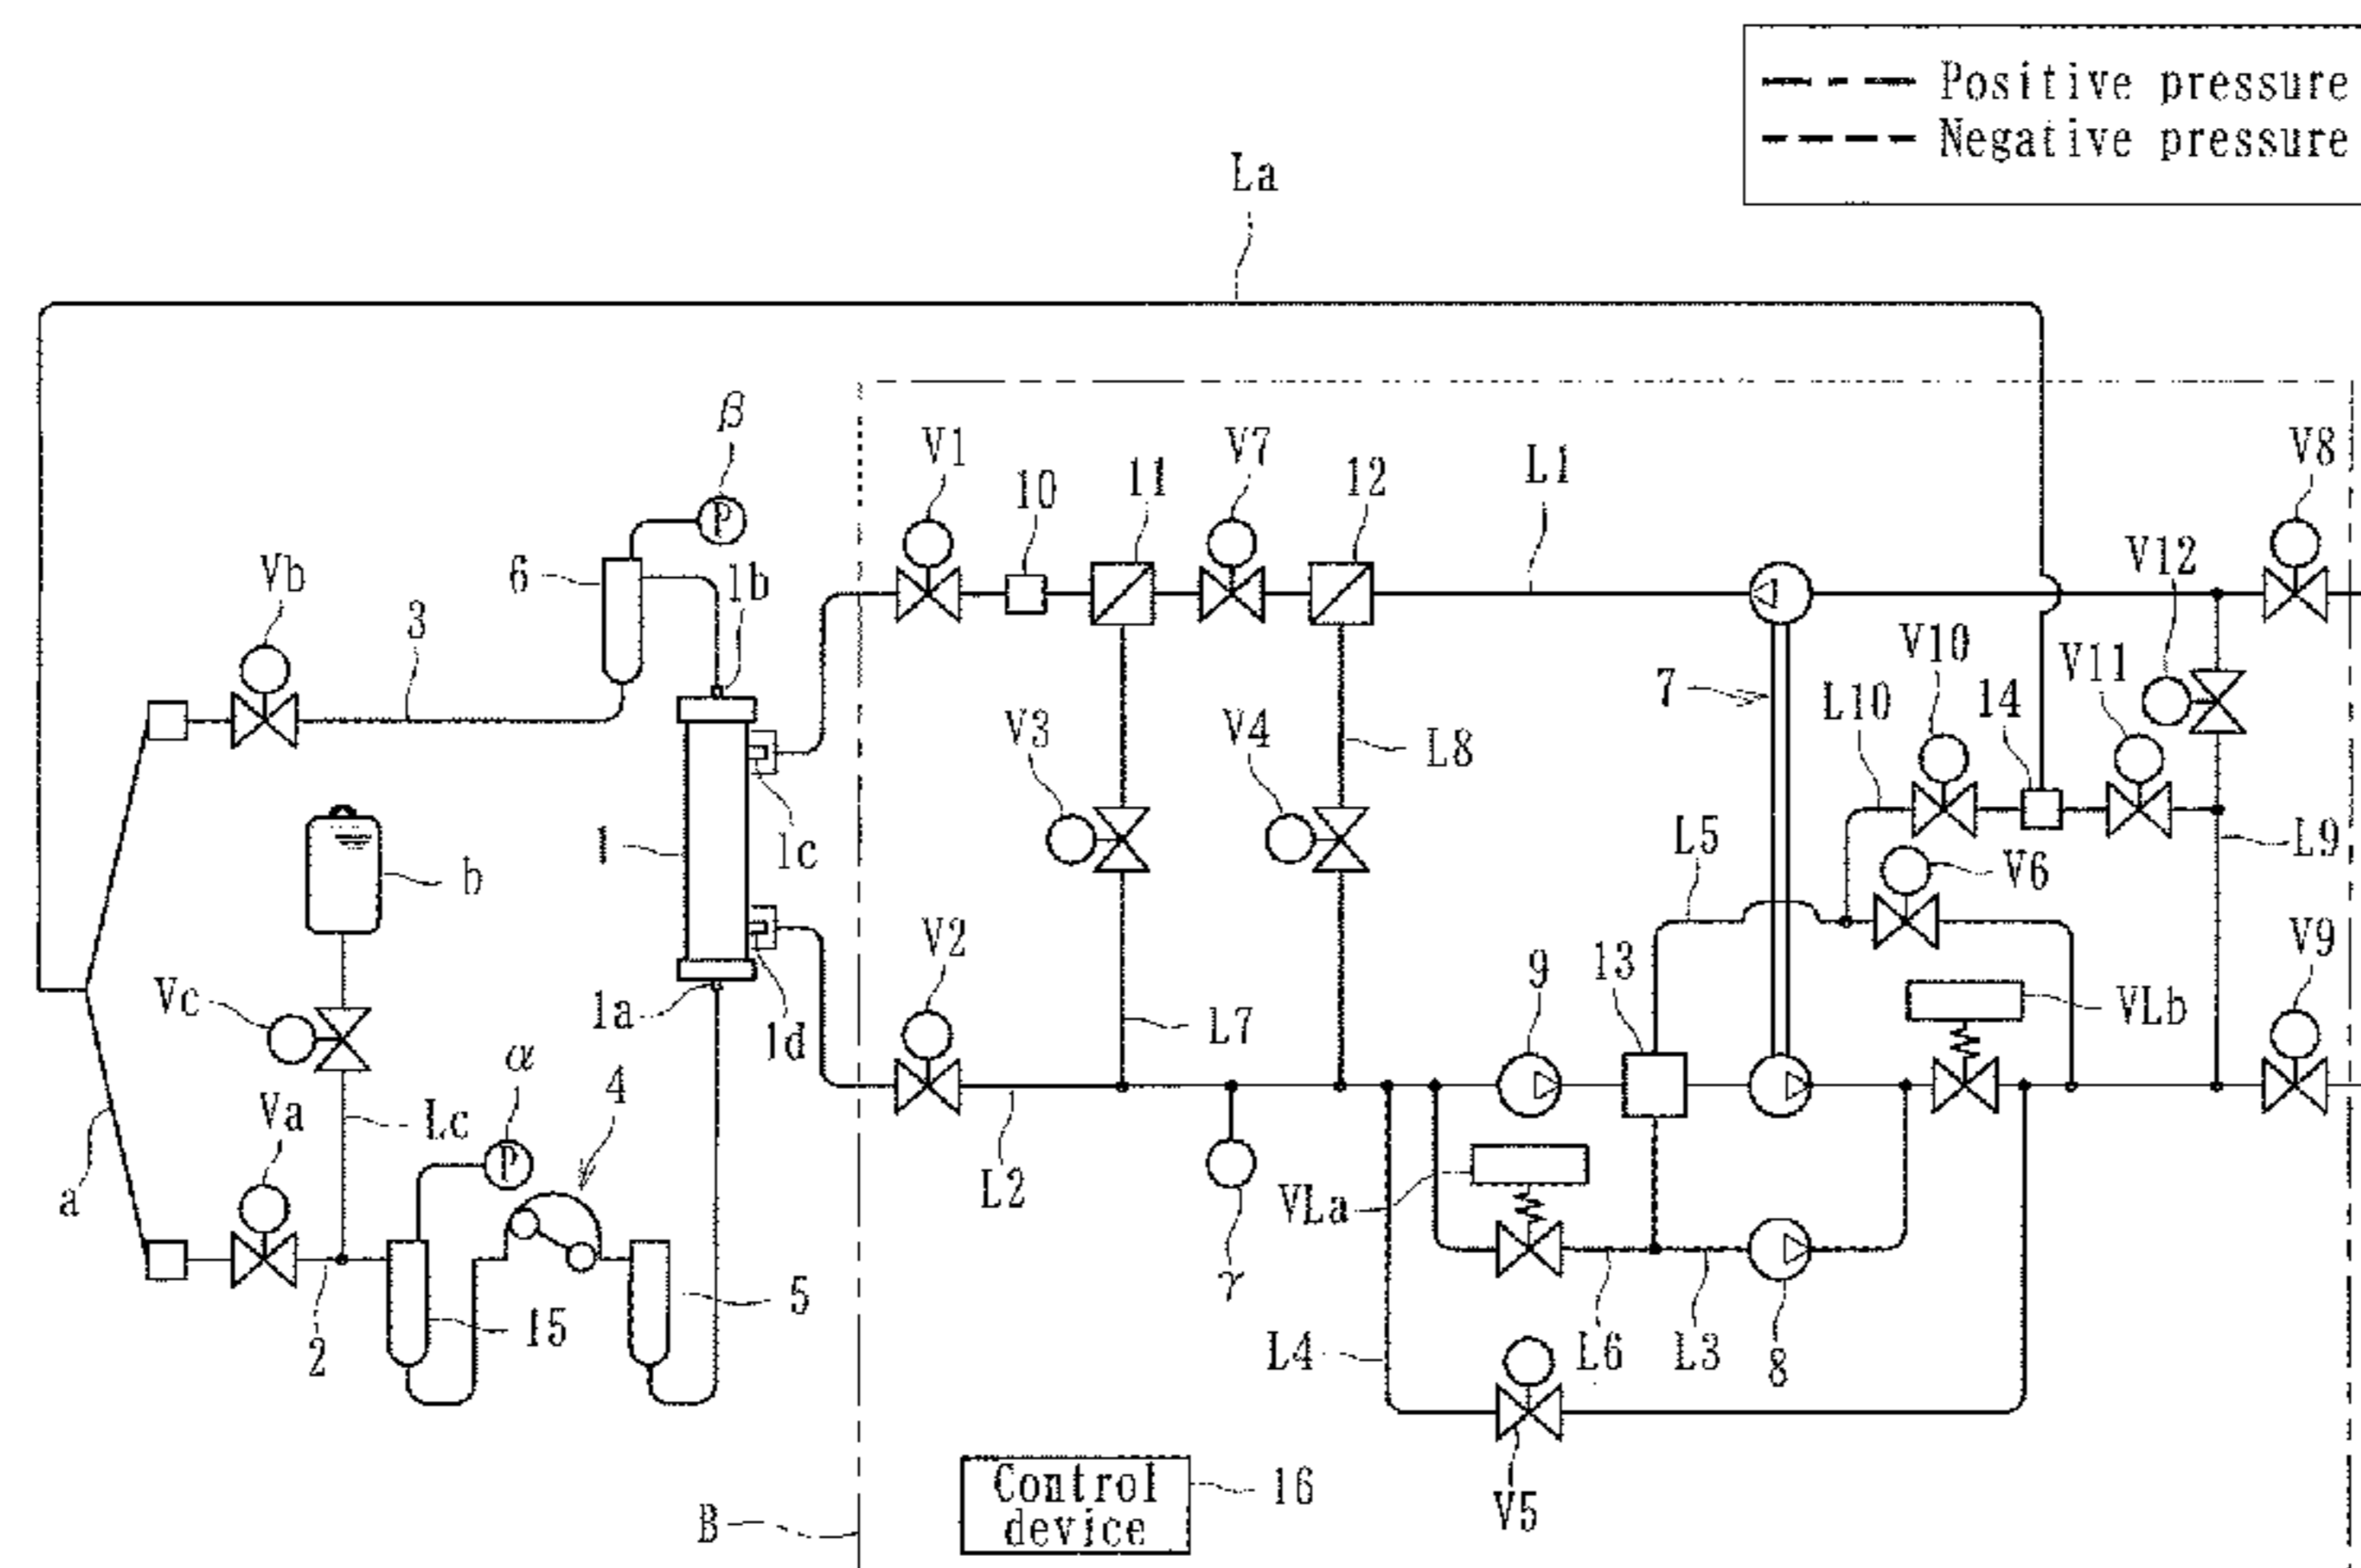 Positive pressure
Negative pressure
La
β
V1
10
11
V7
12
L1
V8
Vb
3
6
1b
V12
V10
V11
7
L10
14
V3
V4
L8
1
1c
L5
V6
L9
b
Vc
1a
1d
V2
L7
9
13
VLb
V9
a
Va
Lc
α
4
L2
VLa
γ
2
15
5
L4
L6
L3
8
V5
B
Control
device
16